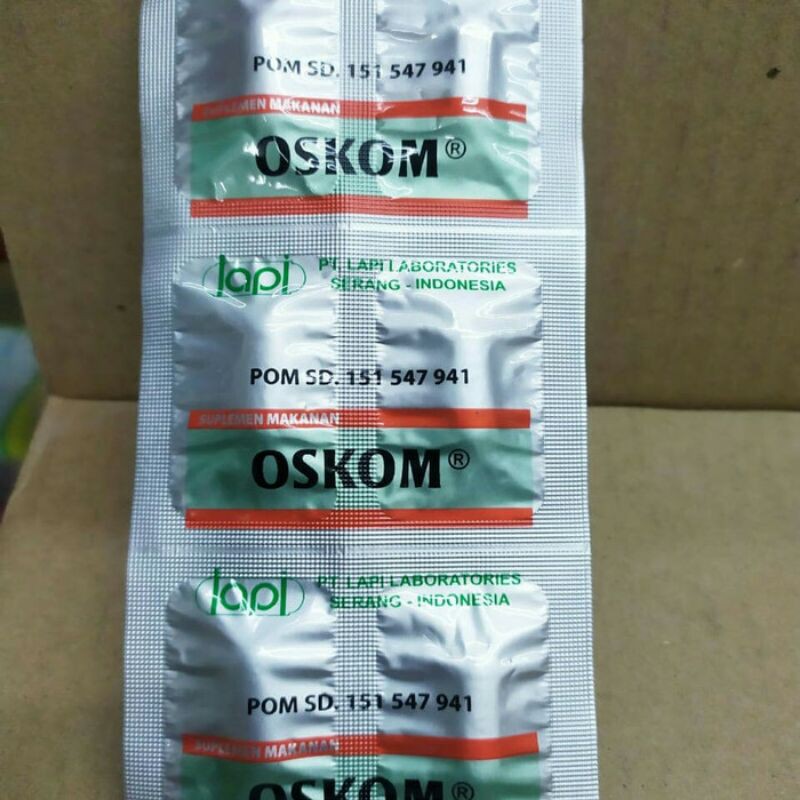 POM SD. 151 547 941
SUPLEMEN MAKANAN
OSKOM®
lapi
PT. LAPI LABORATORIES
SERANG - INDONESIA
POM SD. 151 547 941
SUPLEMEN MAKANAN
OSKOM®
lapi
PT. LAPI LABORATORIES
SERANG - INDONESIA
POM SD. 151 547 941
SUPLEMEN MAKANAN
OSKOM®